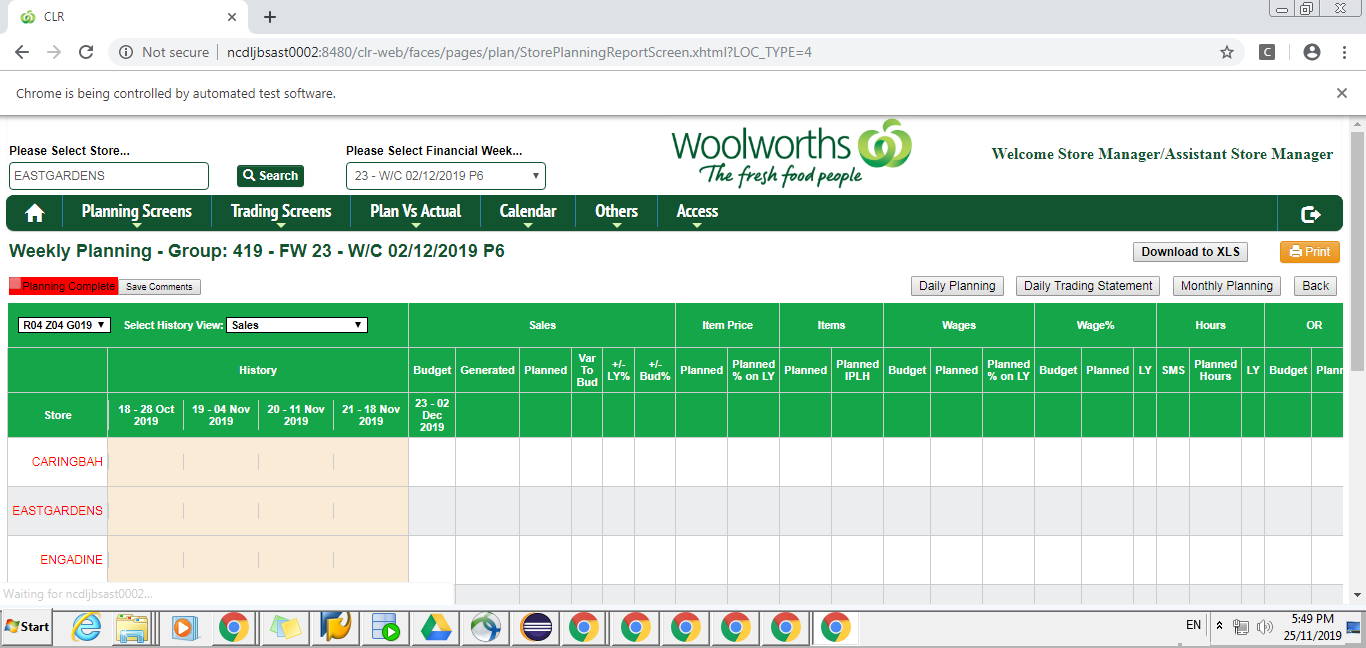 CLR
Not secure | ncdljbsast0002:8480/clr-web/faces/pages/plan/StorePlanningReportScreen.xhtml?LOC_TYPE=4
C
Chrome is being controlled by automated test software.
Please Select Store...
Please Select Financial Week...
Woolworths
The fresh food people
Welcome Store Manager/Assistant Store Manager
EASTGARDENS
Search
23 - W/C 02/12/2019 P6
Planning Screens
Trading Screens
Plan Vs Actual
Calendar
Others
Access
Weekly Planning - Group: 419 - FW 23 - W/C 02/12/2019 P6
Download to XLS
Print
Planning Complete
Save Comments
Daily Planning
Daily Trading Statement
Monthly Planning
Back
R04 Z04 G019
Select History View:
Sales
Sales
Item Price
Items
Wages
Wage%
Hours
OR
History
Budget
Generated
Planned
Var To Bud
+/- LY%
+/- Bud%
Planned
Planned % on LY
Planned
Planned IPLH
Budget
Planned
Planned % on LY
Budget
Planned
LY
SMS
Planned Hours
LY
Budget
Plann
Store
18 - 28 Oct 2019
19 - 04 Nov 2019
20 - 11 Nov 2019
21 - 18 Nov 2019
23 - 02 Dec 2019
CARINGBAH
EASTGARDENS
ENGADINE
Waiting for ncdljbsast0002...
Start
EN
5:49 PM
25/11/2019